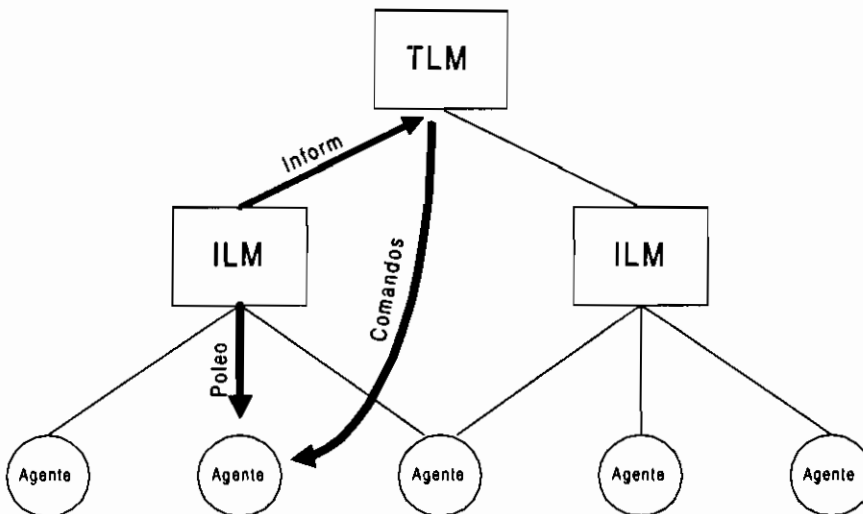 TLM
Inform
ILM
ILM
Comandos
Poleo
Agente
Agente
Agente
Agente
Agente